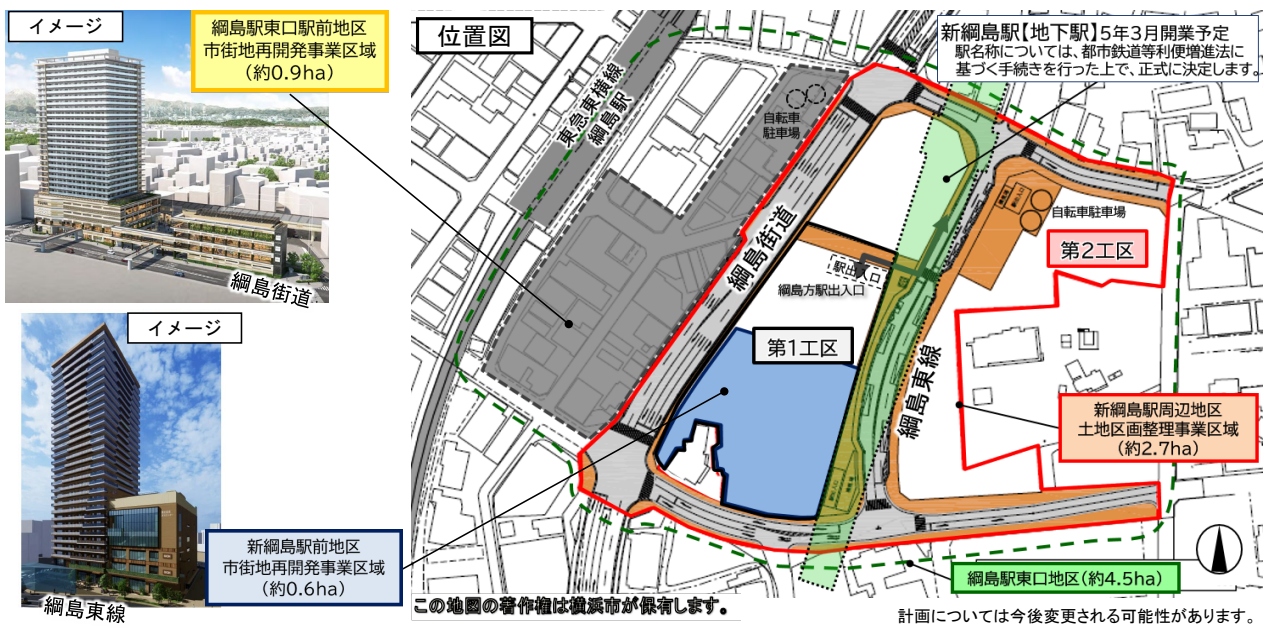 イメージ
綱島街道
イメージ
綱島東線
綱島駅東口駅前地区
市街地再開発事業区域
(約0.9ha)
新綱島駅前地区
市街地再開発事業区域
(約0.6ha)
位置図
新綱島駅【地下駅】5年3月開業予定
駅名称については、都市鉄道等利便増進法に
基づく手続きを行った上で、正式に決定します。
東急東横線
綱島駅
自転車
駐車場
綱島街道
駅出入口
綱島方駅出入口
自転車駐車場
第2工区
第1工区
綱島東線
新綱島駅周辺地区
土地区画整理事業区域
(約2.7ha)
綱島駅東口地区(約4.5ha)
この地図の著作権は横浜市が保有します。
計画については今後変更される可能性があります。